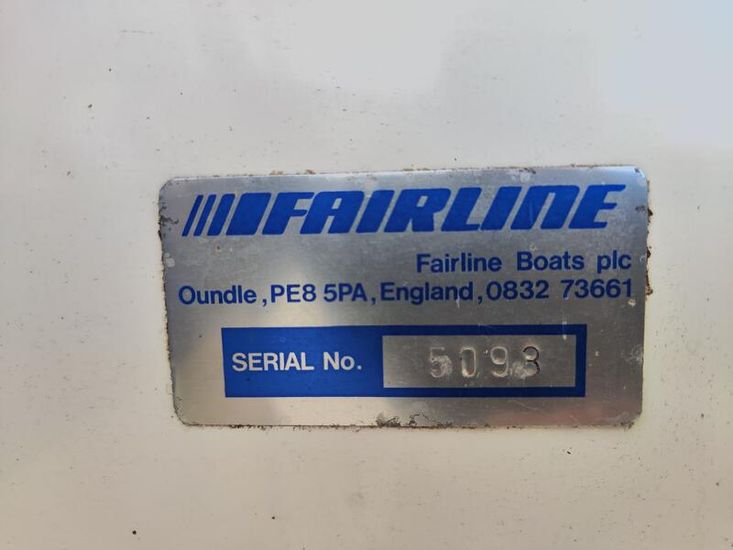 FAIRLINE
Fairline Boats plc
Oundle, PE8 5PA, England, 0832 73661
SERIAL No. 5093